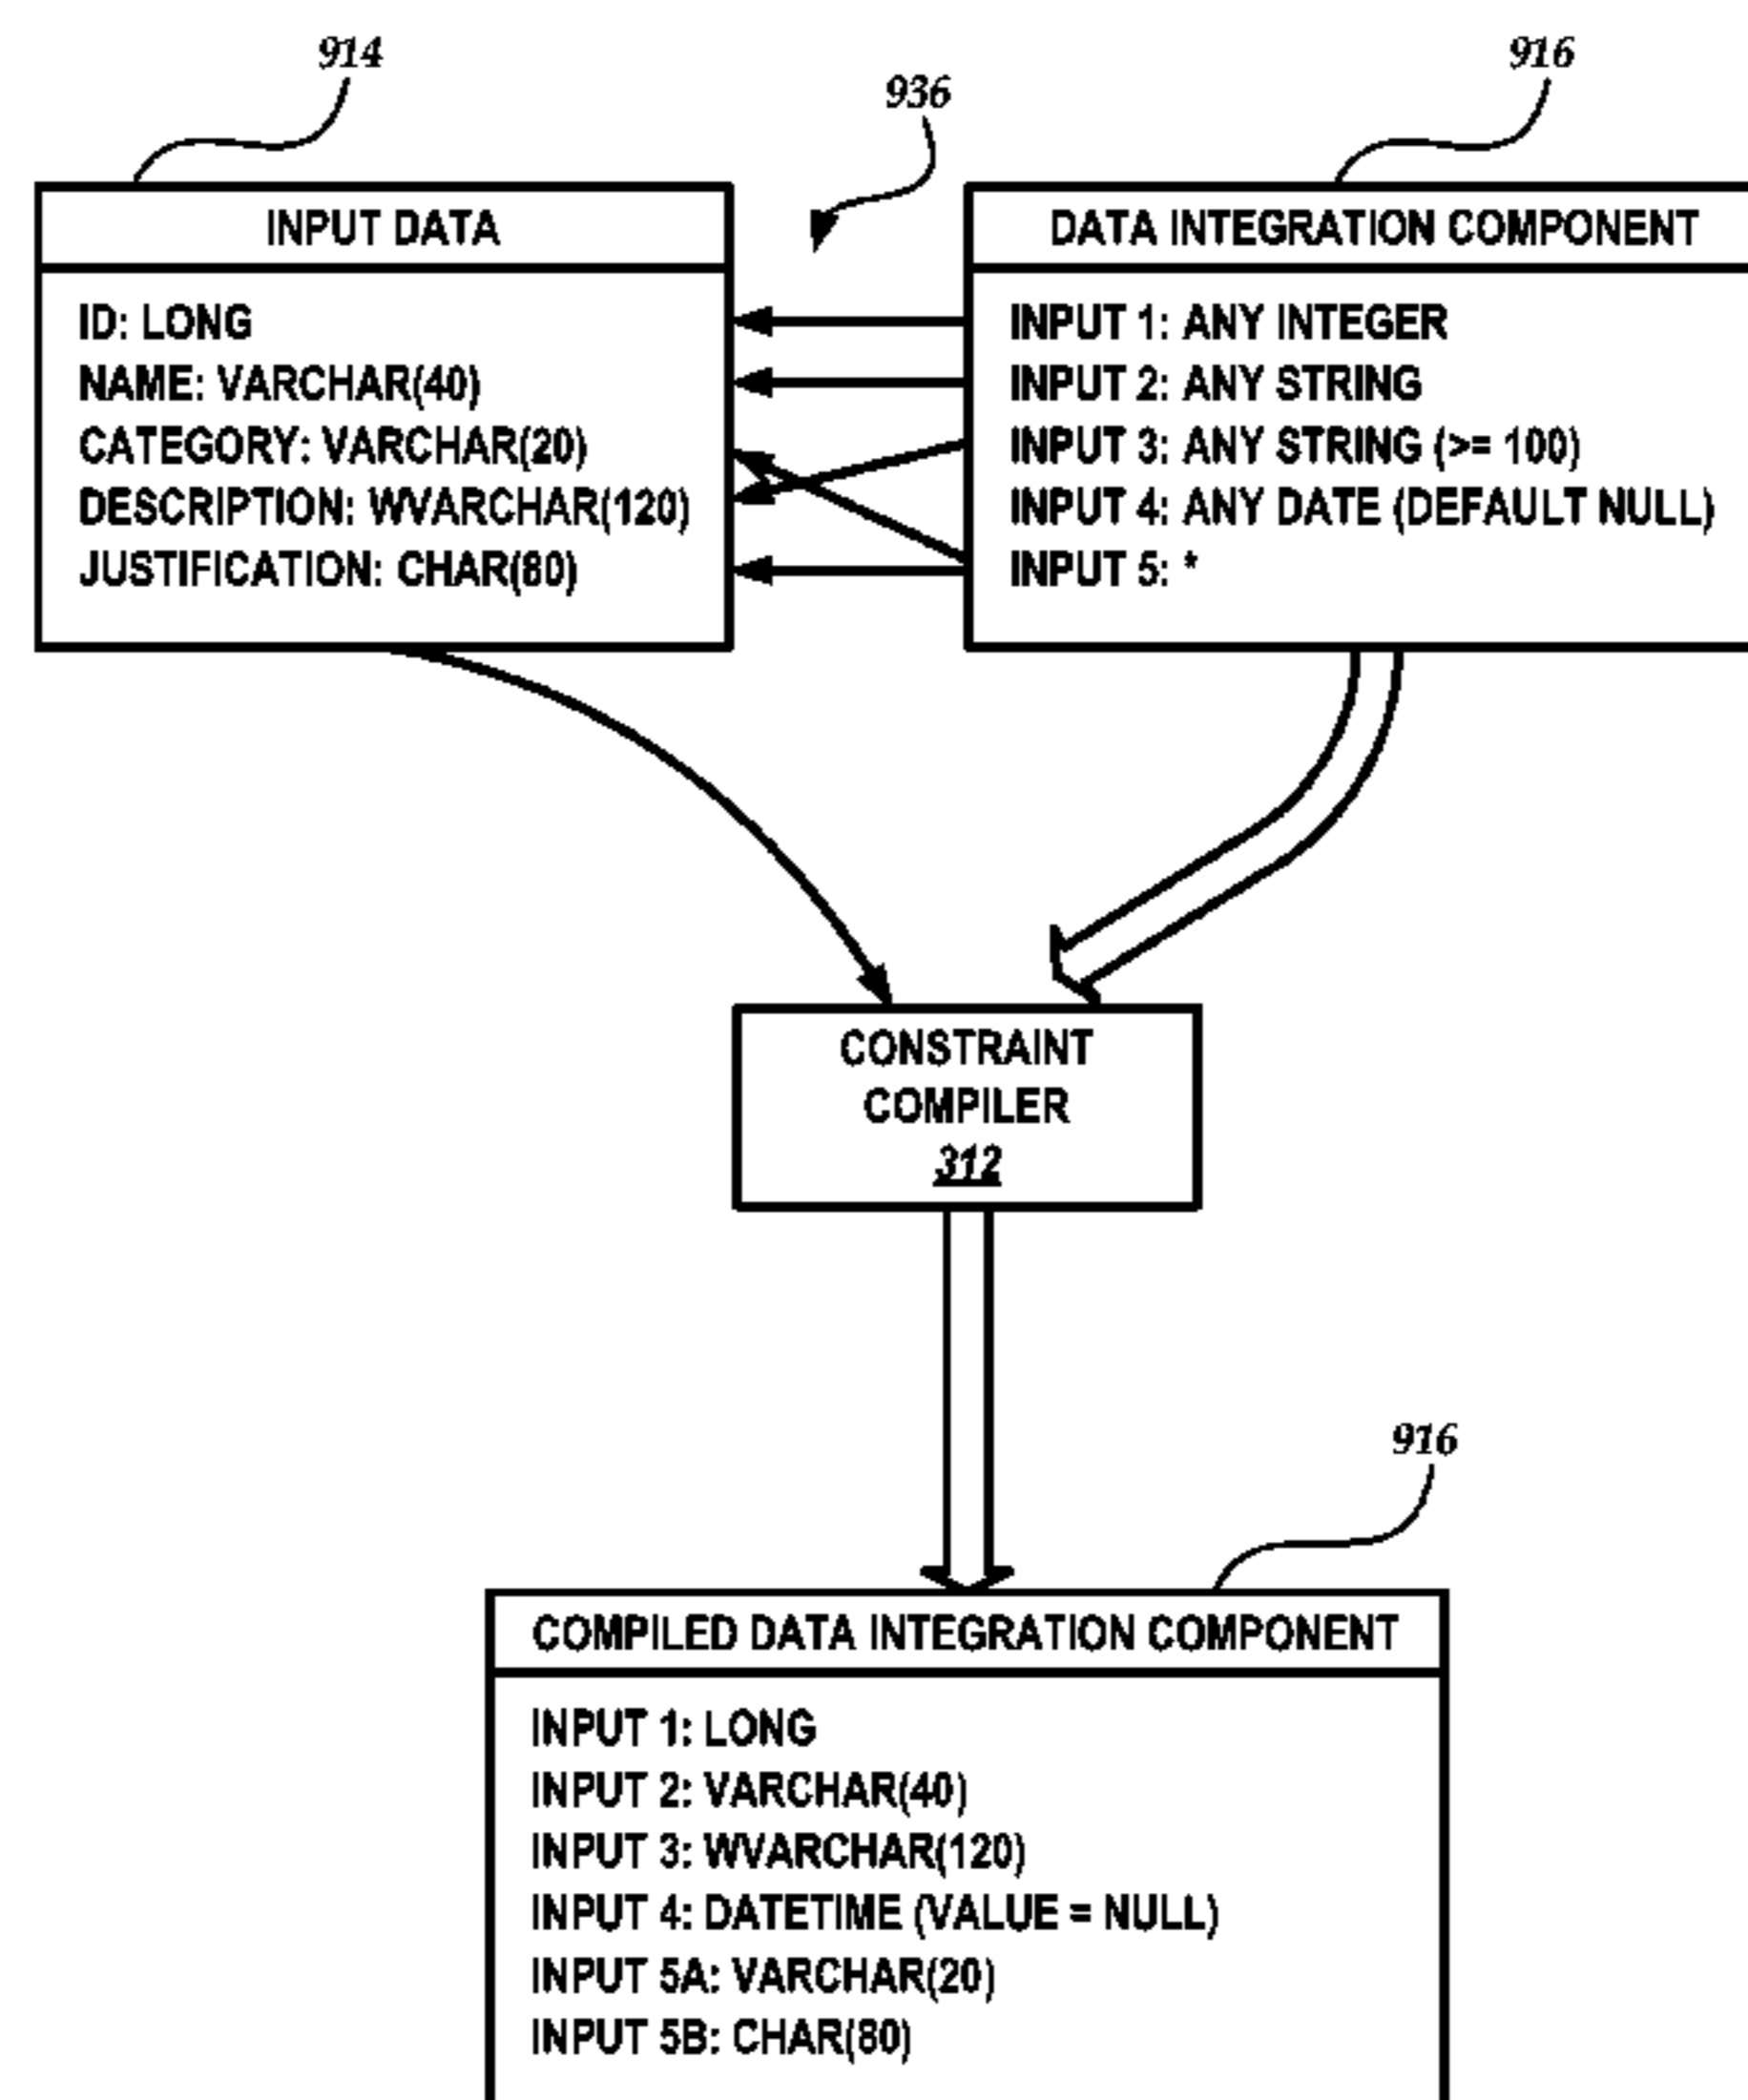 914
936
916
INPUT DATA
ID: LONG
NAME: VARCHAR(40)
CATEGORY: VARCHAR(20)
DESCRIPTION: WVARCHAR(120)
JUSTIFICATION: CHAR(80)
DATA INTEGRATION COMPONENT
INPUT 1: ANY INTEGER
INPUT 2: ANY STRING
INPUT 3: ANY STRING (>= 100)
INPUT 4: ANY DATE (DEFAULT NULL)
INPUT 5: *
CONSTRAINT
COMPILER
312
916
COMPILED DATA INTEGRATION COMPONENT
INPUT 1: LONG
INPUT 2: VARCHAR(40)
INPUT 3: WVARCHAR(120)
INPUT 4: DATETIME (VALUE = NULL)
INPUT 5A: VARCHAR(20)
INPUT 5B: CHAR(80)